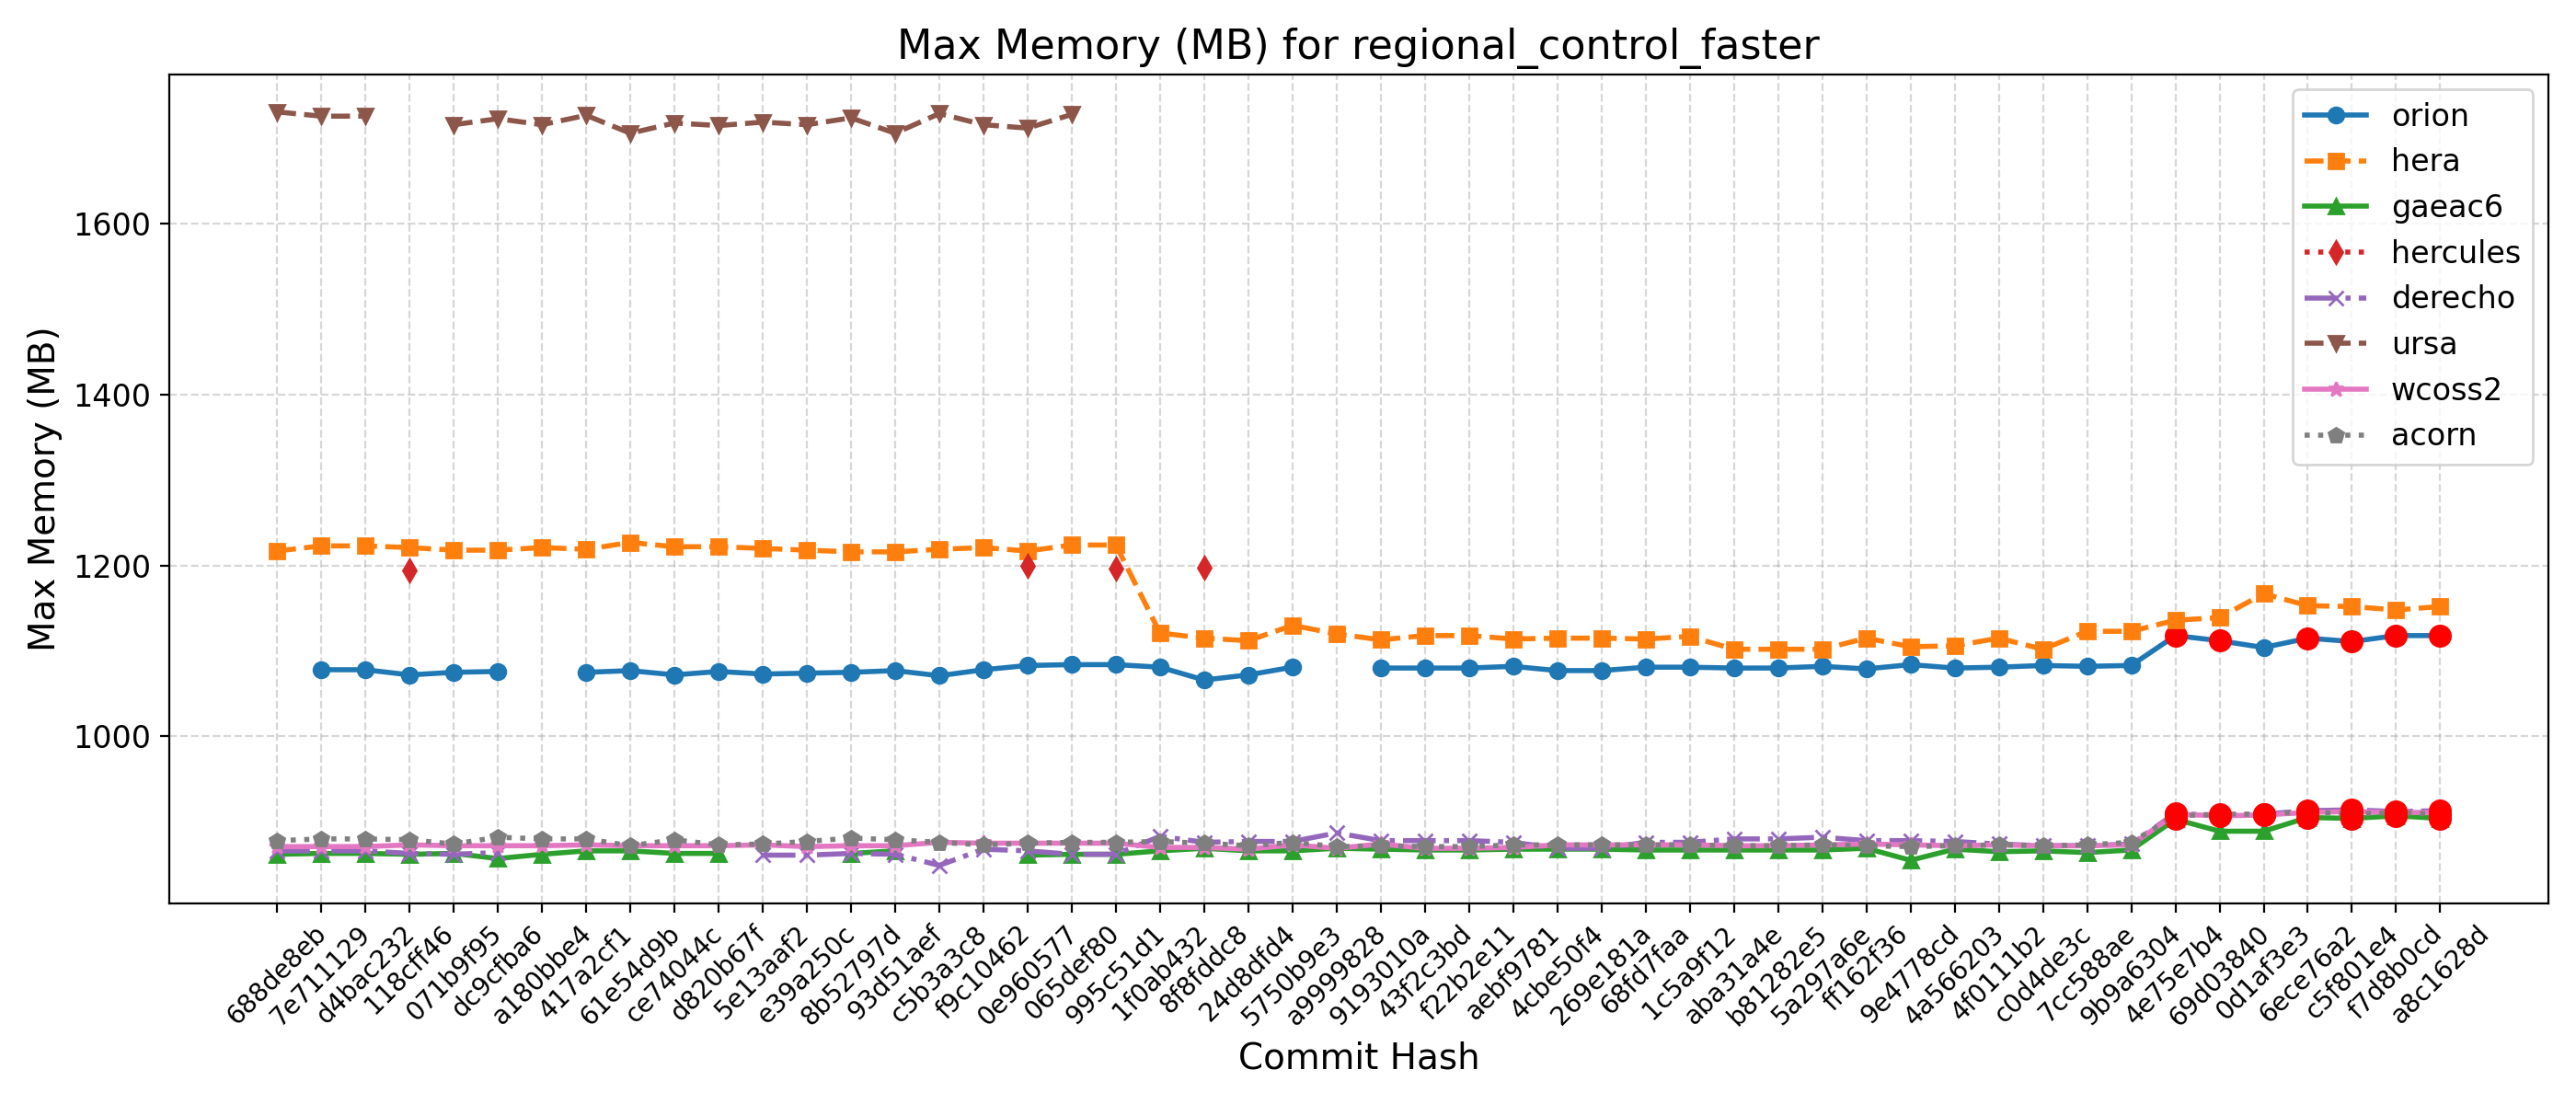 Max Memory (MB) for regional_control_faster
Max Memory (MB)
1600
1400
1200
1000
orion
hera
gaeac6
hercules
derecho
ursa
wcoss2
acorn
688de8eb
7e711129
d4bac232
118cff46
071b9f95
dc9cfba6
a180bbe4
417a2cf1
61e54d9b
ce74044c
d820b67f
5e13aaf2
e39a250c
8b52797d
93d51aef
c5b3a3c8
f9c10462
0e960577
065def80
995c51d1
1f0ab432
8f8fddc8
24d8dfd4
5750b9e3
a9999828
9193010a
43f2c3bd
f22b2e11
aebf9781
4cbe50f4
269e181a
68fd7faa
1c5a9f12
aba31a4e
b81282e5
5a297a6e
ff162f36
9e4778cd
4a566203
4f0111b2
c0d4de3c
7cc588ae
9b9a6304
4e75e7b4
69d03840
0d1af3e3
6ece76a2
c5f801e4
f7d8b0cd
a8c1628d
Commit Hash